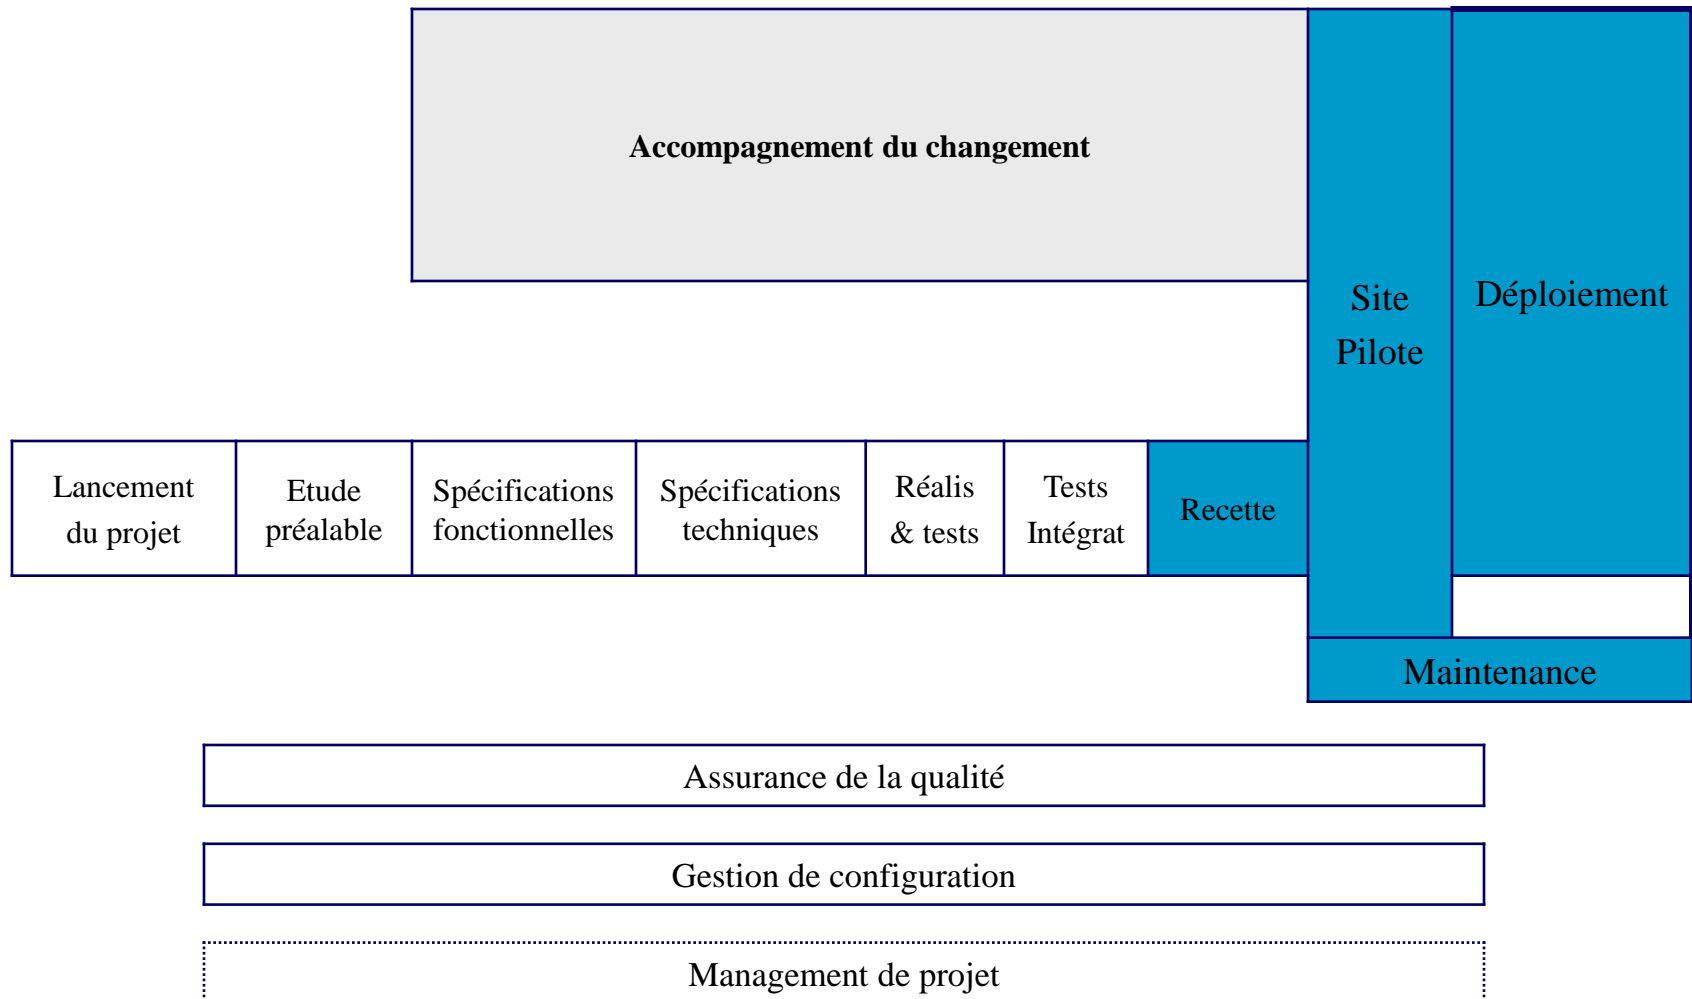 Accompagnement du changement
Site
Pilote
Déploiement
Lancement
du projet
Etude
préalable
Spécifications
fonctionnelles
Spécifications
techniques
Réalis
& tests
Tests
Intégrat
Recette
Maintenance
Assurance de la qualité
Gestion de configuration
Management de projet